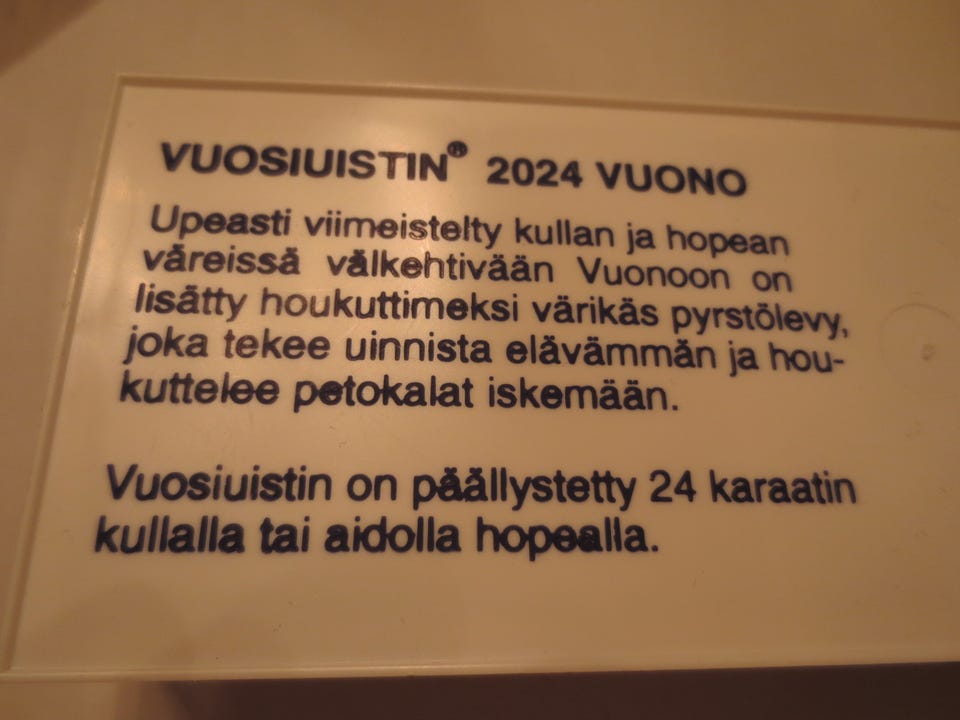 VUOSIUISTIN® 2024 VUONO
Upeasti viimeistelty kullan ja hopean
väreissä välkehtivään Vuonoon on
lisätty houkuttimeksi värikäs pyrstölevy,
joka tekee uinnista elävämmän ja hou-
kuttelee petokalat iskemään.
Vuosiuistin on päällystetty 24 karaatin
kullalla tai aidolla hopealla.